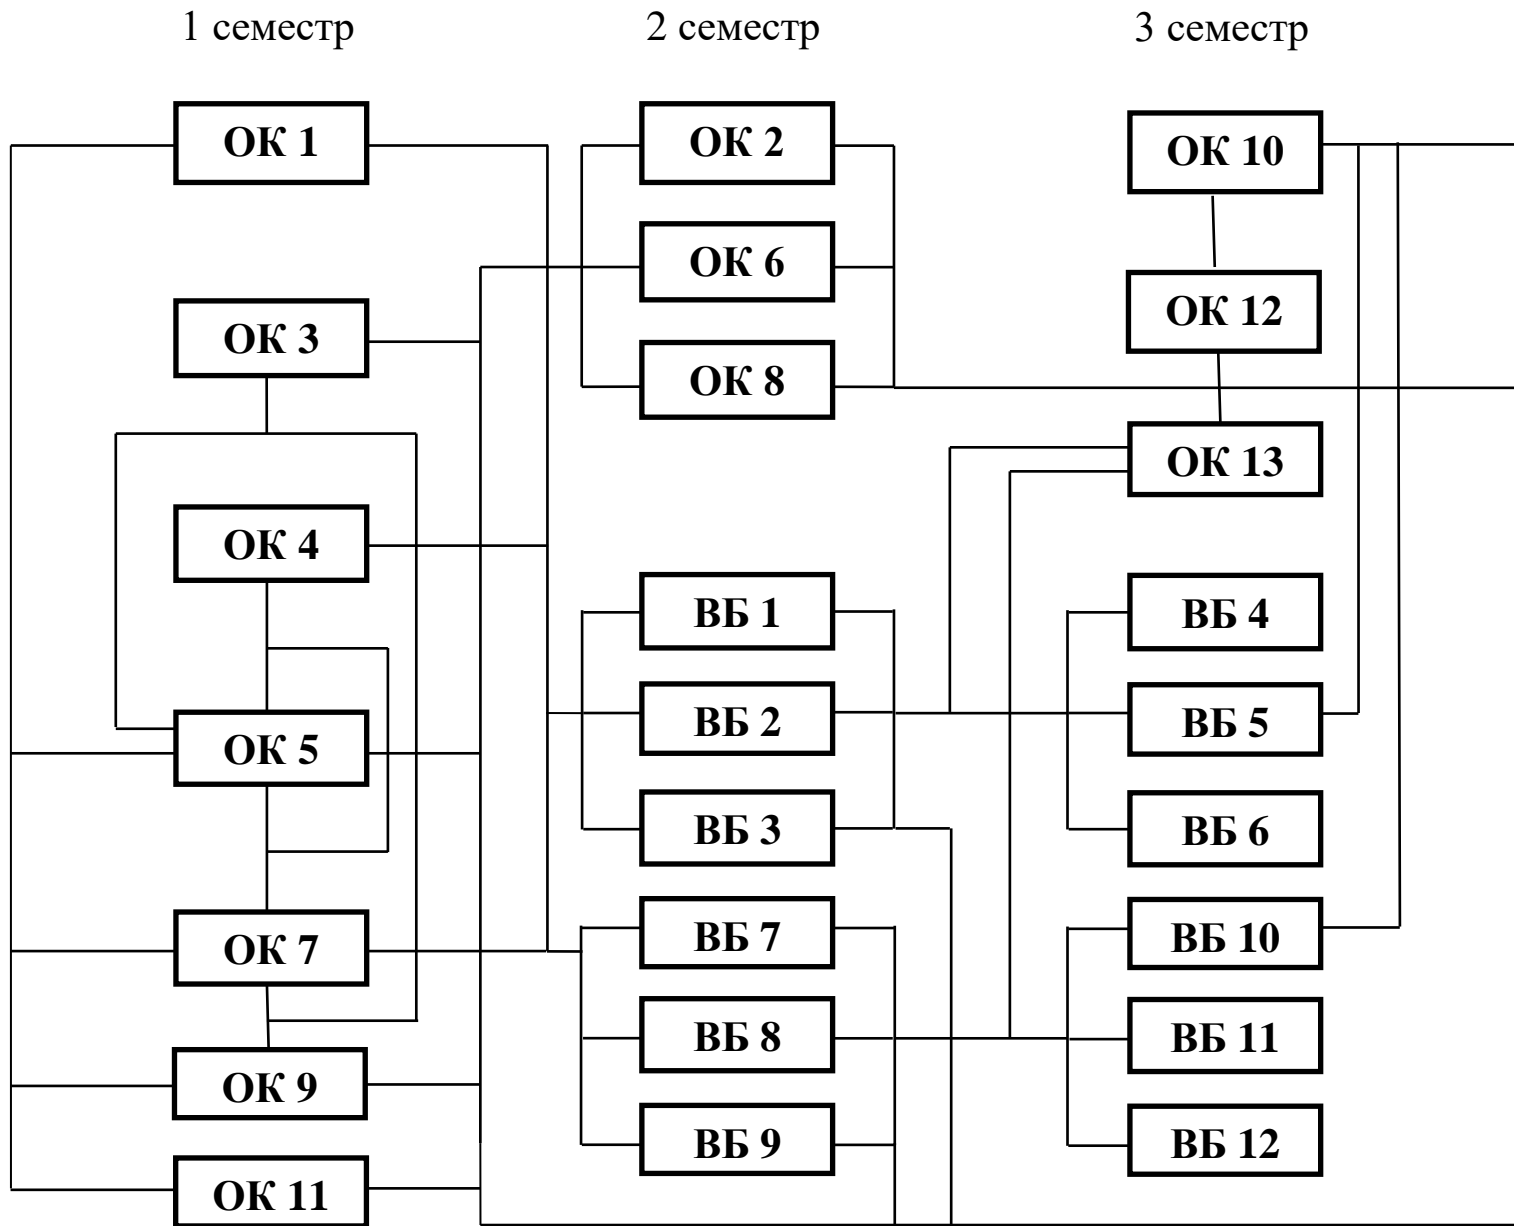 1 семестр
2 семестр
3 семестр
ОК 1
ОК 2
ОК 10
ОК 6
ОК 3
ОК 12
ОК 8
ОК 13
ОК 4
ВБ 1
ВБ 4
ВБ 2
ВБ 5
ОК 5
ВБ 3
ВБ 6
ОК 7
ВБ 7
ВБ 10
ВБ 8
ВБ 11
ОК 9
ВБ 9
ВБ 12
ОК 11